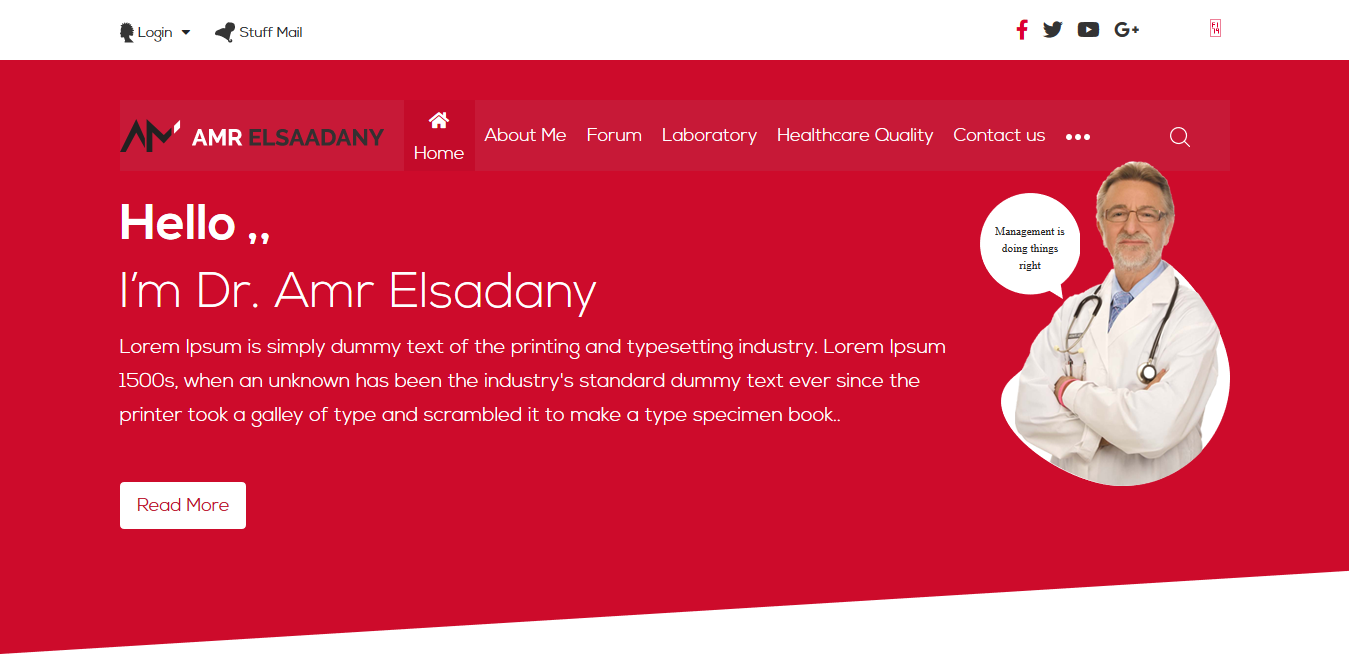 Login
Stuff Mail
AMR ELSAADANY
Home
About Me
Forum
Laboratory
Healthcare Quality
Contact us
Hello ,,
I'm Dr. Amr Elsadany
Lorem Ipsum is simply dummy text of the printing and typesetting industry. Lorem Ipsum
1500s, when an unknown has been the industry's standard dummy text ever since the
printer took a galley of type and scrambled it to make a type specimen book..
Read More
Management is
doing things
right